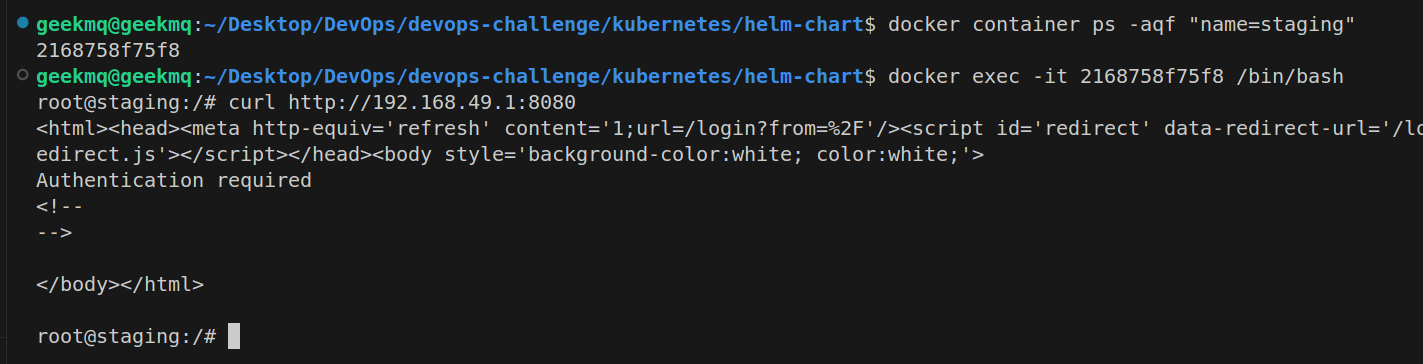 geekmq@geekmq:~/Desktop/DevOps/devops-challenge/kubernetes/helm-chart$ docker container ps -aqf "name=staging"
2168758f75f8
geekmq@geekmq:~/Desktop/DevOps/devops-challenge/kubernetes/helm-chart$ docker exec -it 2168758f75f8 /bin/bash
root@staging:/# curl http://192.168.49.1:8080
<html><head><meta http-equiv='refresh' content='1;url=/login?from=%2F'/><script id='redirect' data-redirect-url='/lo
edirect.js'></script></head><body style='background-color:white; color:white;'>
Authentication required
<!--
-->
</body></html>
root@staging:/#